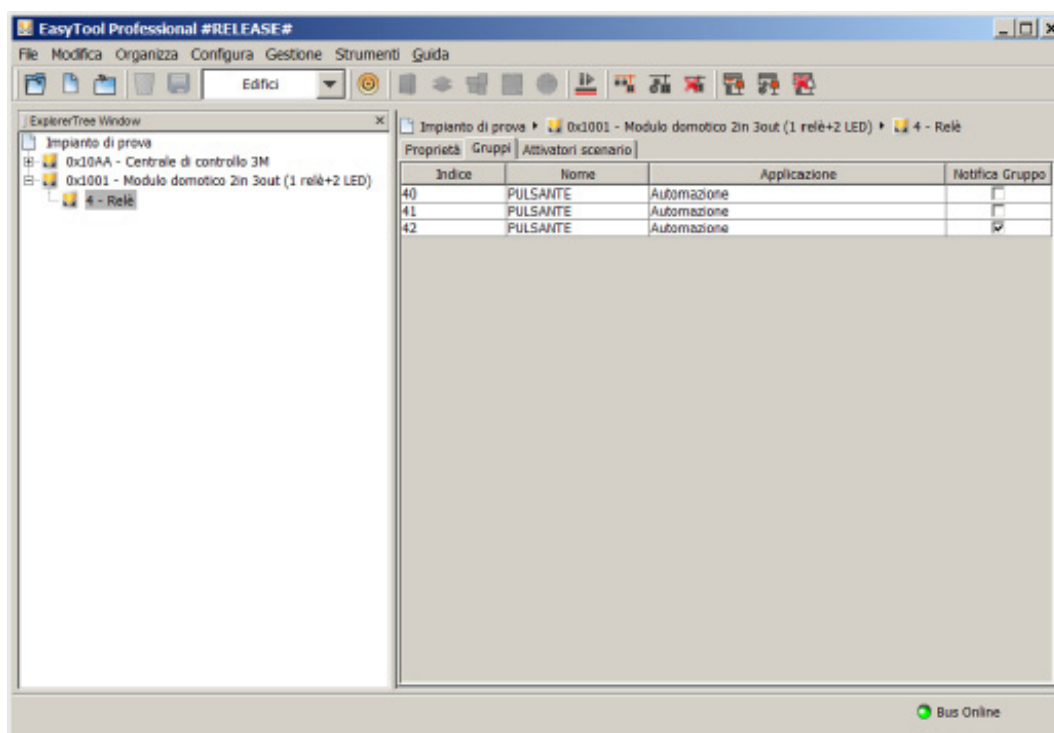 EasyTool Professional #RELEASE#
File Modifica Organizza Configura Gestione Strumenti Guida
Edifici
ExplorerTree Window
Impianto di prova
0x10AA - Centrale di controllo 3M
0x1001 - Modulo domotico 2in 3out (1 relè+2 LED)
4 - Relè
Impianto di prova 0x1001 - Modulo domotico 2in 3out (1 relè+2 LED) 4 - Relè
Proprietà Gruppi Attivatori scenario
Indice Nome Applicazione Notifica Gruppo
40 PULSANTE Automazione
41 PULSANTE Automazione
42 PULSANTE Automazione
Bus Online